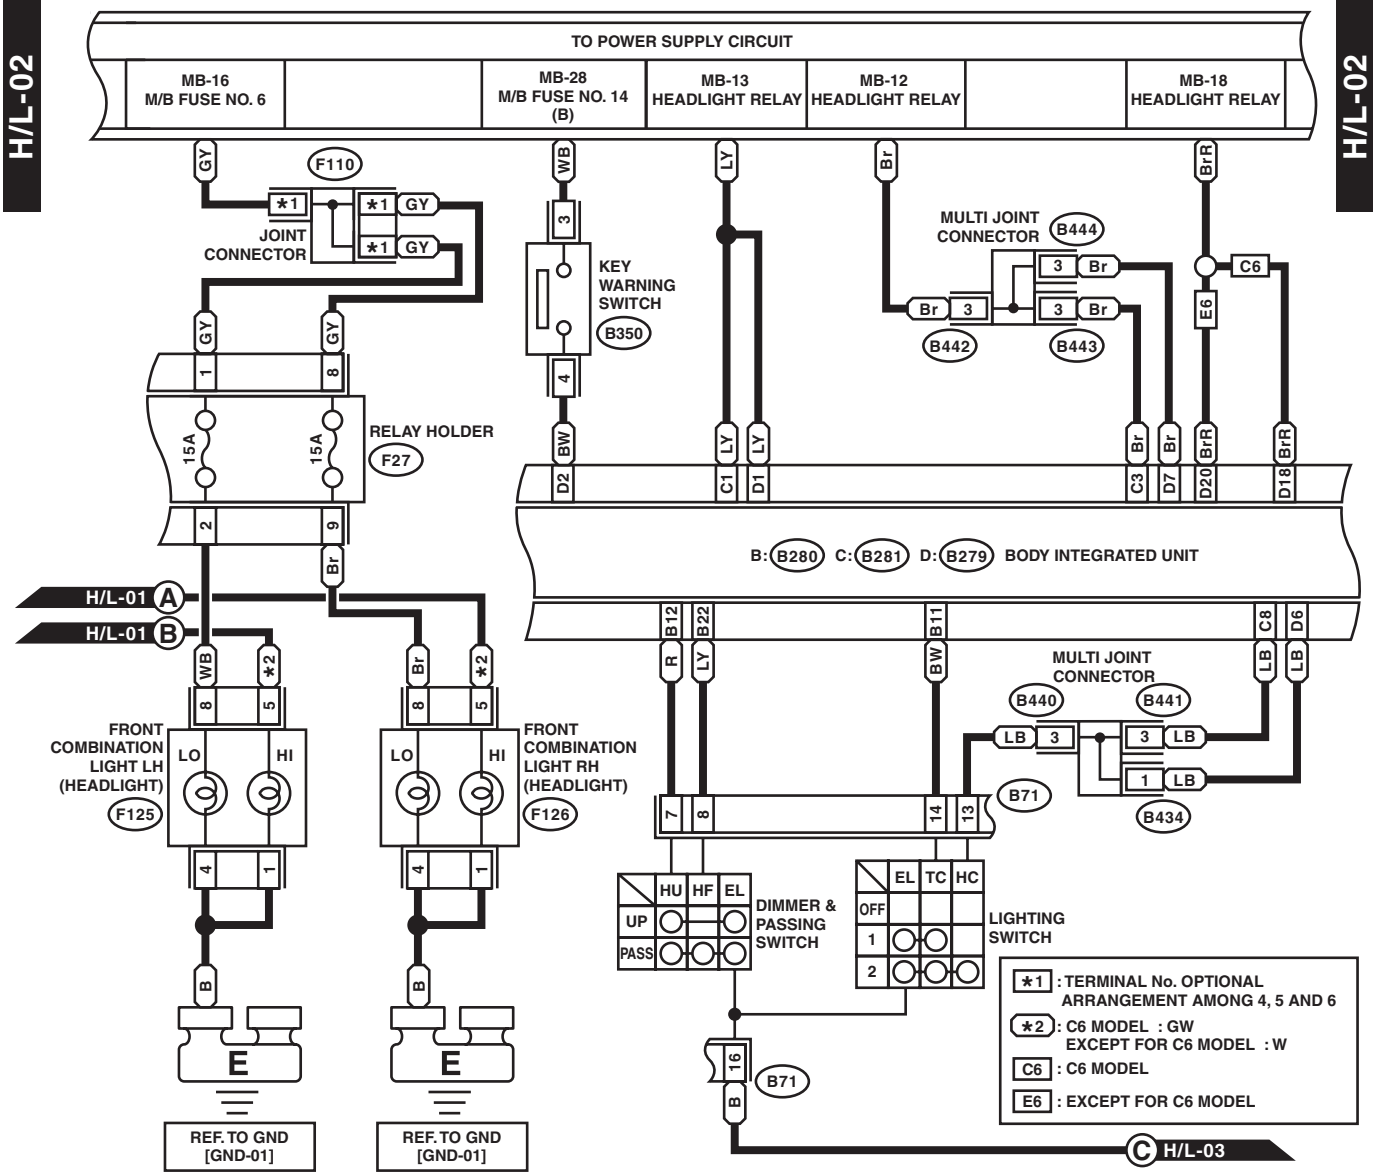 H/L-02
H/L-02
TO POWER SUPPLY CIRCUIT
MB-16
M/B FUSE NO. 6
MB-28
M/B FUSE NO. 14
(B)
MB-13
HEADLIGHT RELAY
MB-12
HEADLIGHT RELAY
MB-18
HEADLIGHT RELAY
GY
WB
LY
Br
BrR
F110
*1
*1 GY
*1 GY
JOINT
CONNECTOR
3
KEY
WARNING
SWITCH
B350
4
MULTI JOINT
CONNECTOR
B444
3 Br
Br 3
3 Br
B442
B443
C6
E6
GY
GY
1
8
15A
15A
RELAY HOLDER
F27
2
9
Br
BW
LY
LY
Br
Br
BrR
BrR
D2
C1
D1
C3
D7
D20
D18
B: B280 C: B281 D: B279 BODY INTEGRATED UNIT
B12
B22
B11
C8
D6
R
LY
BW
LB
LB
H/L-01 A
H/L-01 B
WB
*2
Br
*2
8
5
8
5
FRONT
COMBINATION
LIGHT LH
(HEADLIGHT)
F125
LO
HI
LO
HI
FRONT
COMBINATION
LIGHT RH
(HEADLIGHT)
F126
4
1
4
1
B
B
E
E
REF. TO GND
[GND-01]
REF. TO GND
[GND-01]
MULTI JOINT
CONNECTOR
B440
B441
LB 3
3 LB
1 LB
B434
B71
7
8
14
13
HU HF EL
UP
PASS
DIMMER &
PASSING
SWITCH
EL TC HC
OFF
1
2
LIGHTING
SWITCH
16
B71
B
C H/L-03
*1 : TERMINAL No. OPTIONAL
ARRANGEMENT AMONG 4, 5 AND 6
*2 : C6 MODEL : GW
EXCEPT FOR C6 MODEL : W
C6 : C6 MODEL
E6 : EXCEPT FOR C6 MODEL